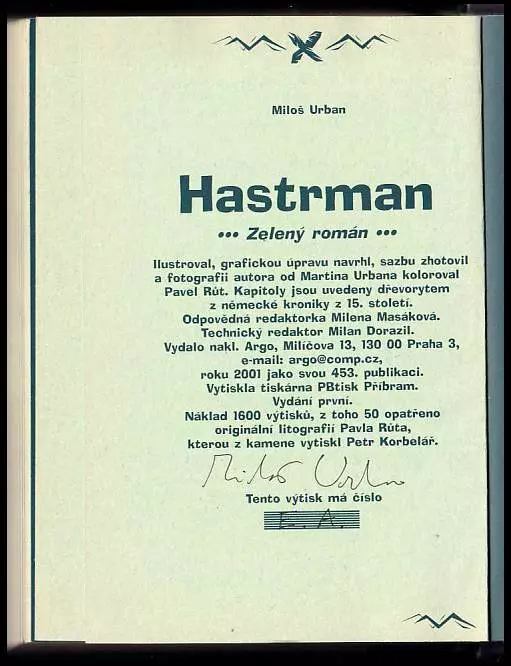 Miloš Urban
Hastrman
••• Zelený román •••
Ilustroval, grafickou úpravu navrhl, sazbu zhotovil
a fotografii autora od Martina Urbana koloroval
Pavel Růt. Kapitoly jsou uvedeny dřevorytem
z německé kroniky z 15. století.
Odpovědná redaktorka Milena Masáková.
Technický redaktor Milan Dorazil.
Vydalo nakl. Argo, Milíčova 13, 130 00 Praha 3,
e-mail: argo@comp.cz,
roku 2001 jako svou 453. publikaci.
Vytiskla tiskárna PBtisk Příbram.
Vydání první.
Náklad 1600 výtisků, z toho 50 opatřeno
originální litografií Pavla Růta,
kterou z kamene vytiskl Petr Korbelář.
Miloš Urban
Tento výtisk má číslo
E. A.